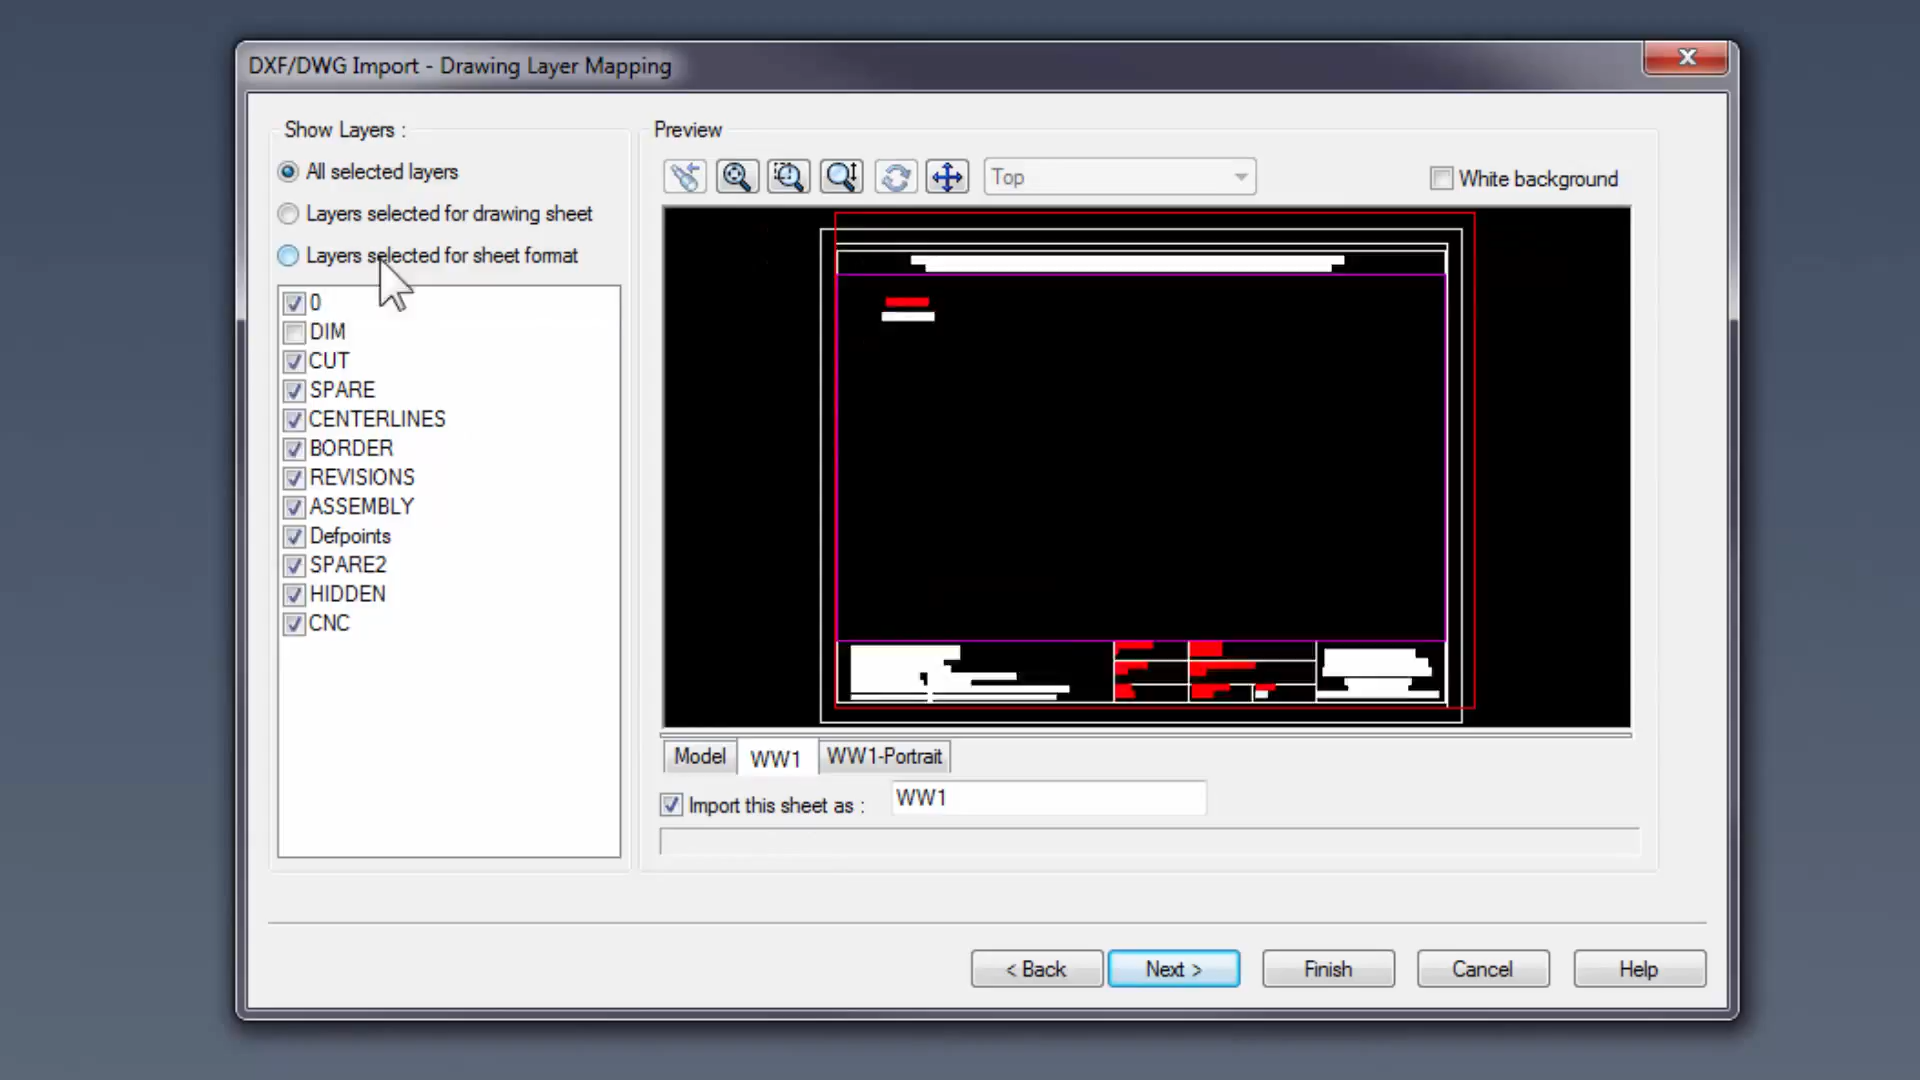 DXF/DWG Import - Drawing Layer Mapping
Show Layers :
All selected layers
Layers selected for drawing sheet
Layers selected for sheet format
0
DIM
CUT
SPARE
CENTERLINES
BORDER
REVISIONS
ASSEMBLY
Defpoints
SPARE2
HIDDEN
CNC
Preview
Top
White background
Model WW1 WW1-Portrait
Import this sheet as : WW1
< Back Next > Finish Cancel Help